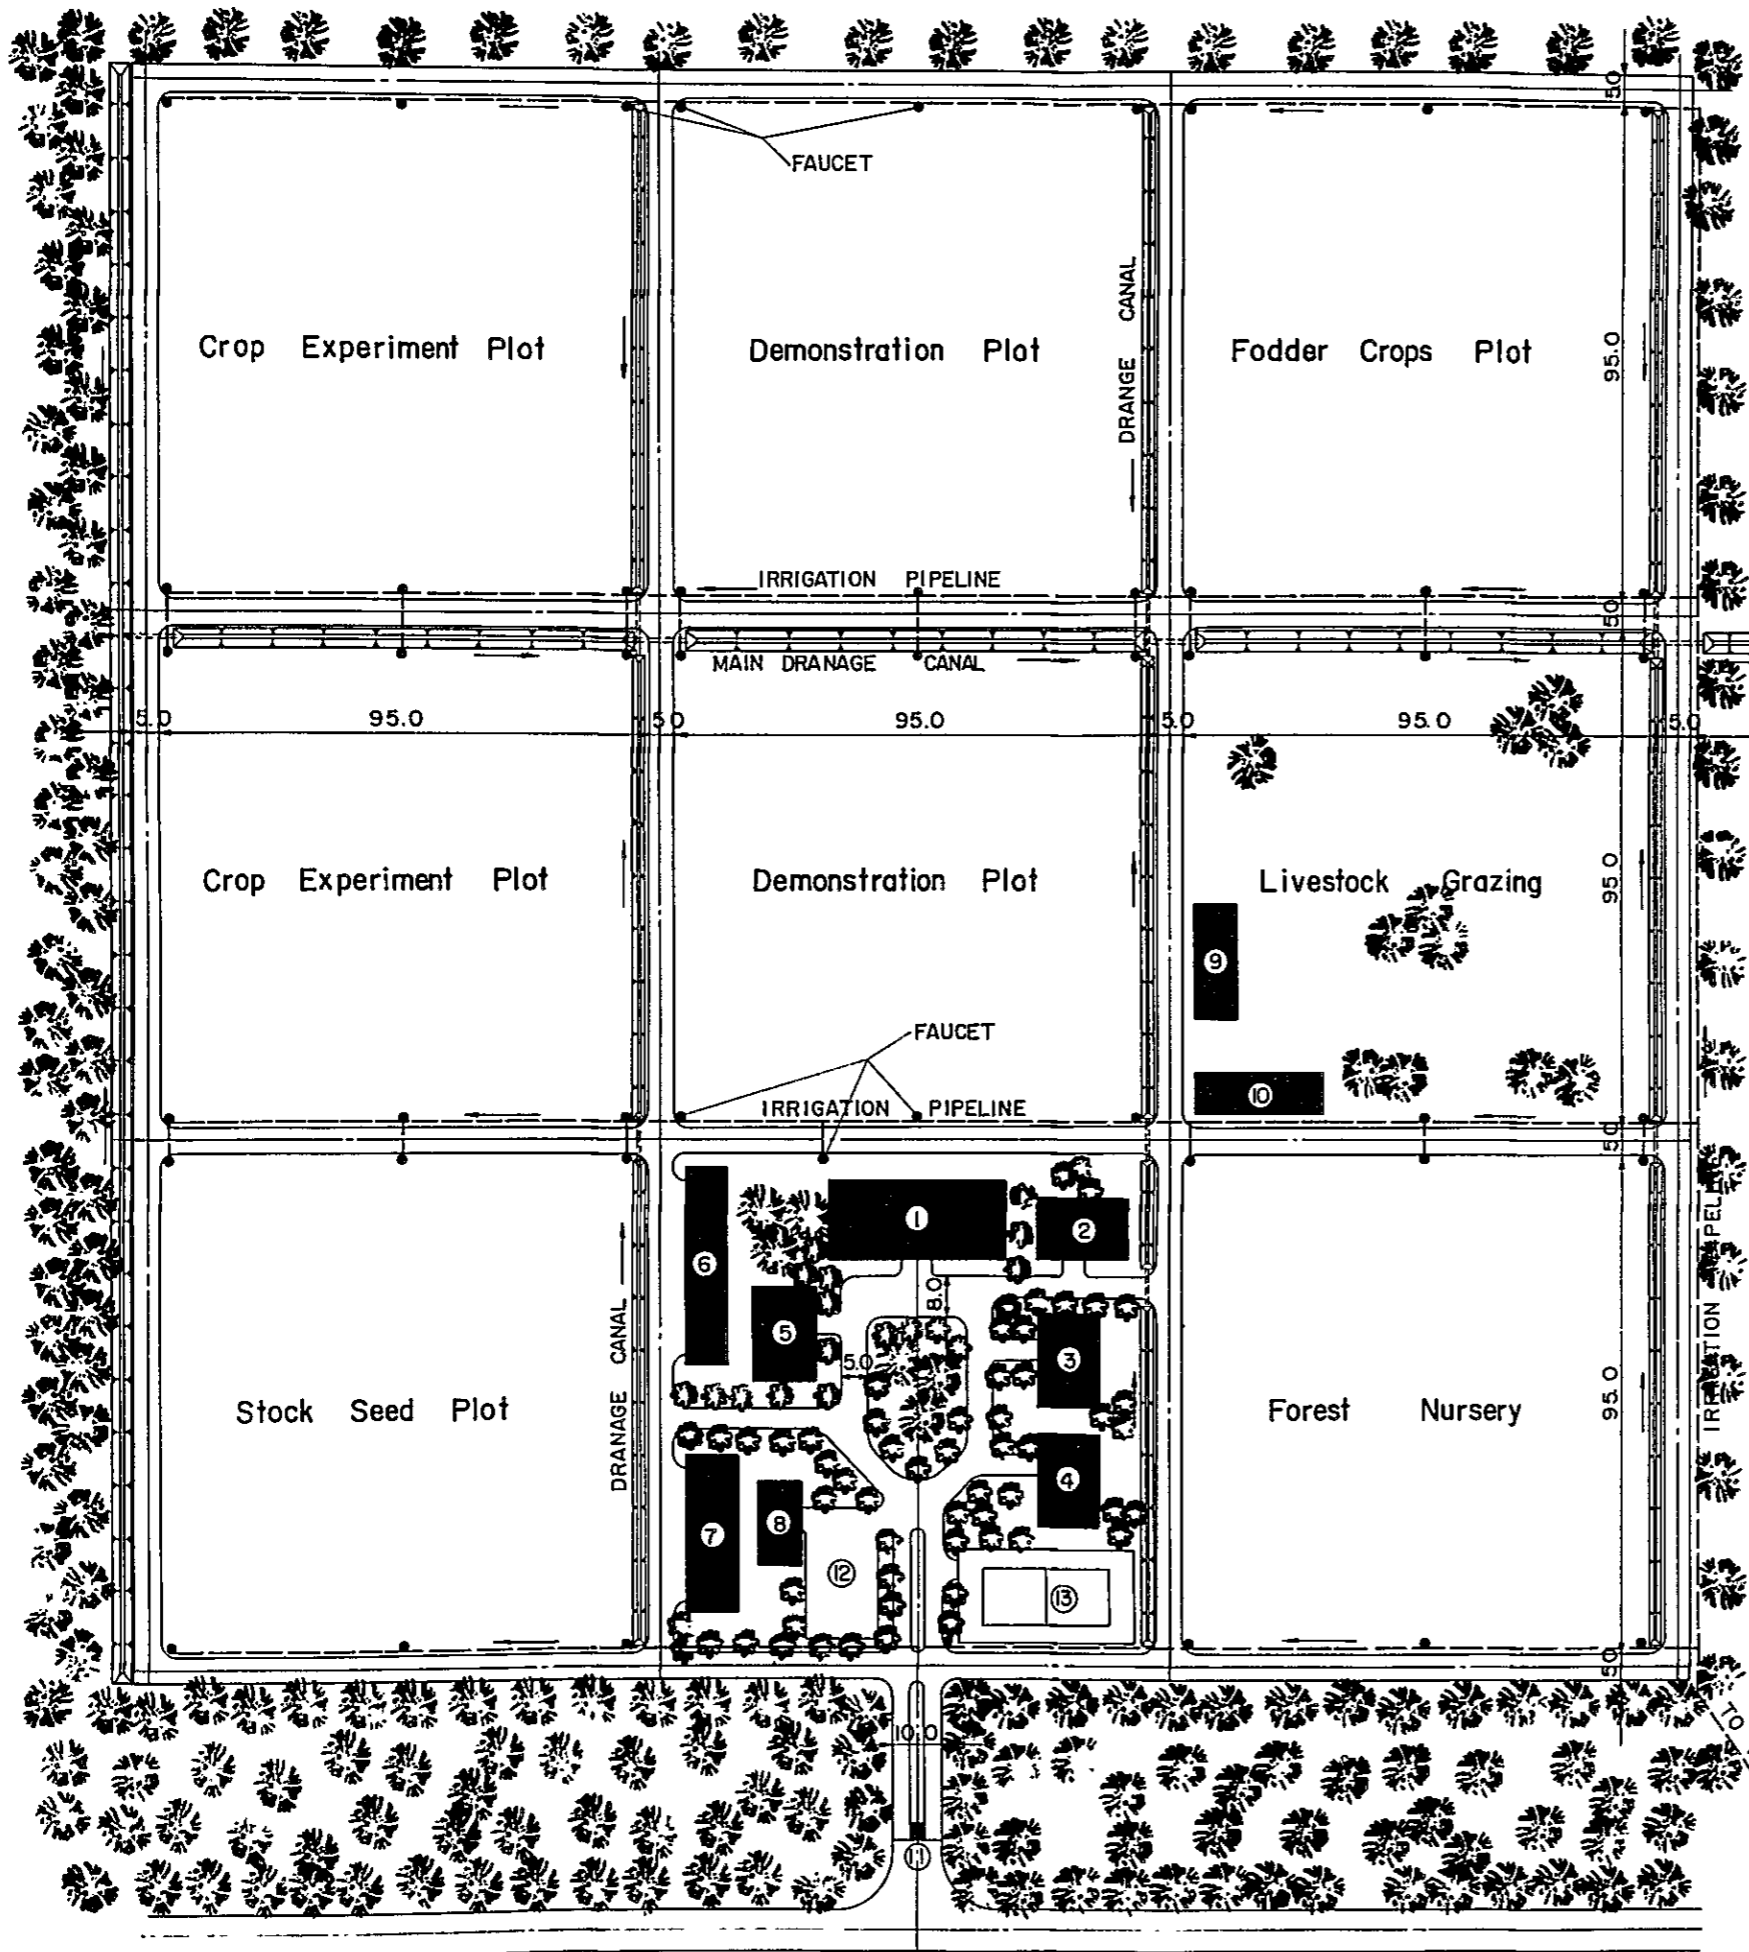 5.0
FAUCET
DRANGE CANAL
Crop Experiment Plot
Demonstration Plot
Fodder Crops Plot
95.0
IRRIGATION PIPELINE
5.0
MAIN DRANAGE CANAL
5.0
95.0
5.0
95.0
5.0
95.0
5.0
Crop Experiment Plot
Demonstration Plot
Livestock Grazing
95.0
9
FAUCET
10
IRRIGATION PIPELINE
5.0
1
2
6
8.0
5
3
5.0
DRANAGE CANAL
Stock Seed Plot
Forest Nursery
95.0
4
7
8
12
13
5.0
TO
10.0
11